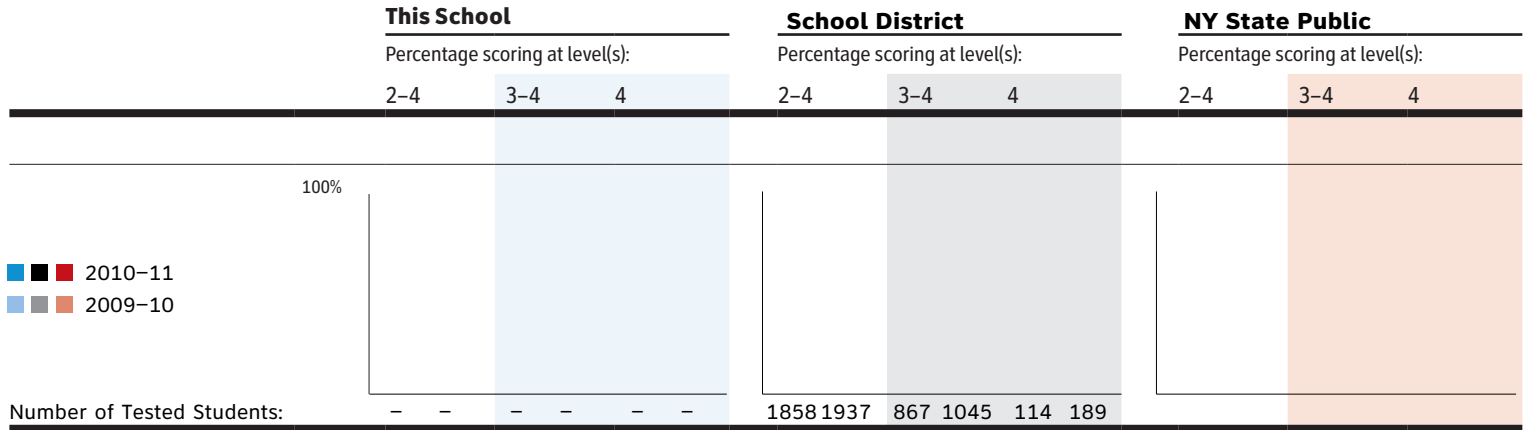 This School School District NY State Public
Percentage scoring at level(s): Percentage scoring at level(s): Percentage scoring at level(s):
2–4 3–4 4 2–4 3–4 4 2–4 3–4 4
100%
2010–11
2009–10
Number of Tested Students: – – – – – – 1858 1937 867 1045 114 189